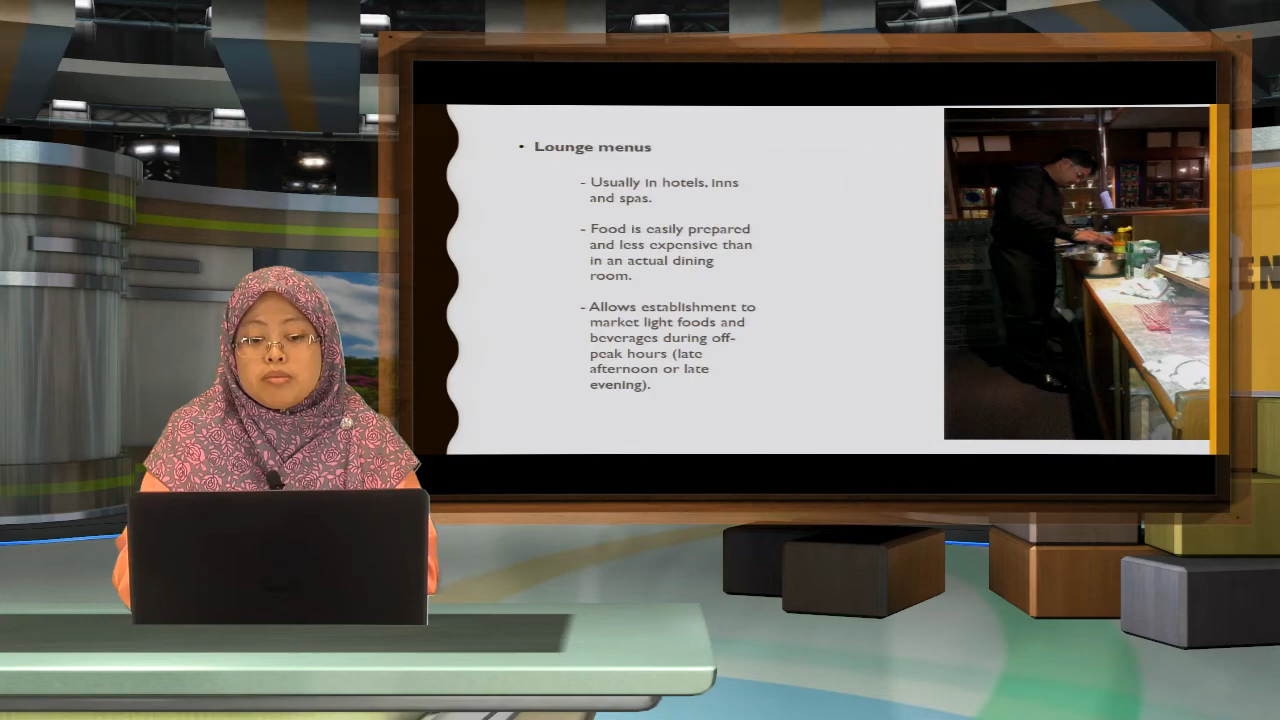 • Lounge menus
- Usually in hotels, inns
and spas.
- Food is easily prepared
and less expensive than
in an actual dining
room.
- Allows establishment to
market light foods and
beverages during off-
peak hours (late
afternoon or late
evening).
EN